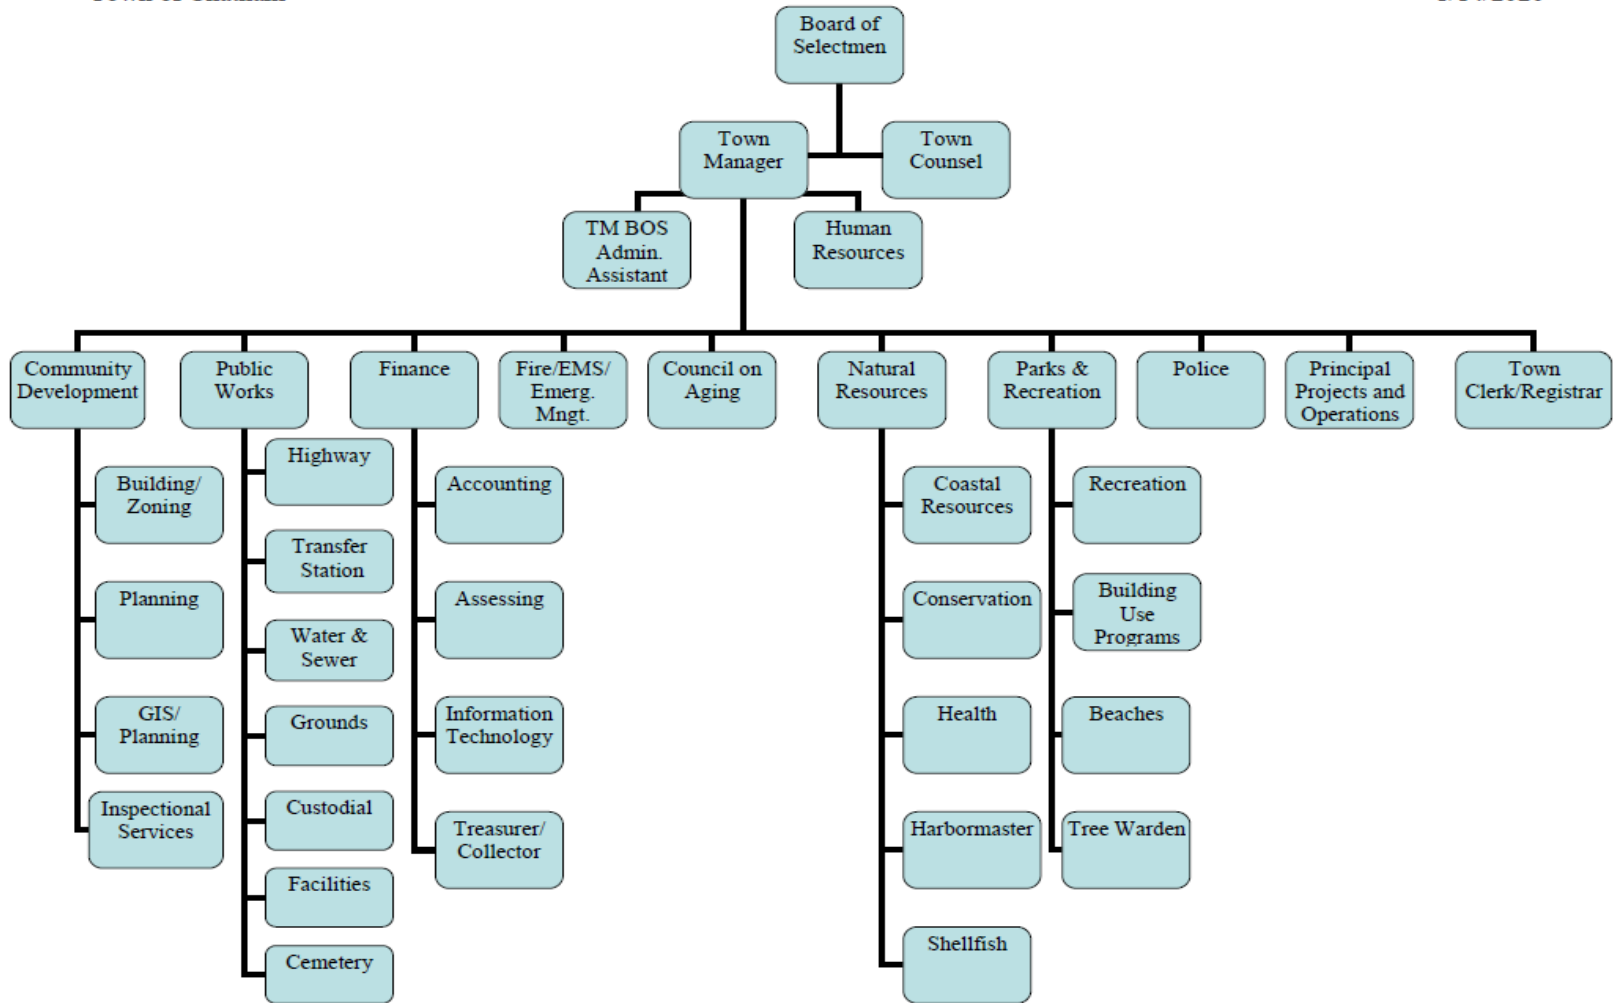 Board of
Selectmen
Town
Manager
Town
Counsel
TM BOS
Admin.
Assistant
Human
Resources
Community
Development
Public
Works
Finance
Fire/EMS/
Emerg.
Mngt.
Council on
Aging
Natural
Resources
Parks &
Recreation
Police
Principal
Projects and
Operations
Town
Clerk/Registrar
Building/
Zoning
Planning
GIS/
Planning
Inspectional
Services
Highway
Transfer
Station
Water &
Sewer
Grounds
Custodial
Facilities
Cemetery
Accounting
Assessing
Information
Technology
Treasurer/
Collector
Coastal
Resources
Conservation
Health
Harbormaster
Shellfish
Recreation
Building
Use
Programs
Beaches
Tree Warden